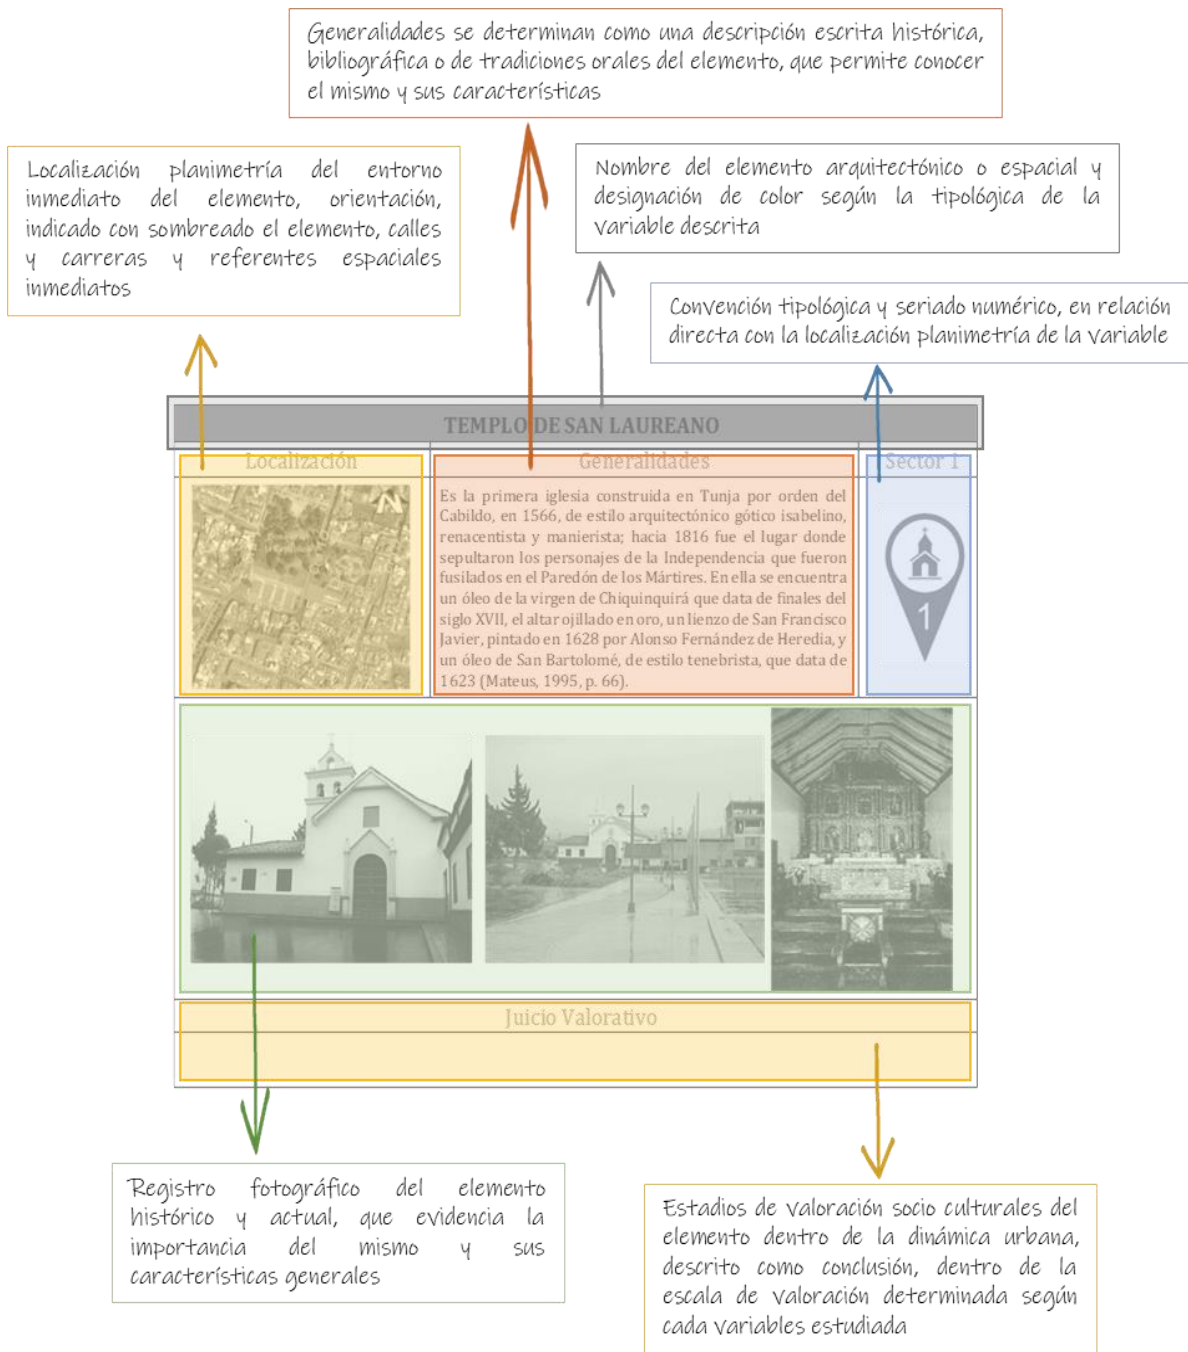 Generalidades se determinan como una descripción escrita histórica,
bibliográfica o de tradiciones orales del elemento, que permite conocer
el mismo y sus características
Localización planimetría del entorno
inmediato del elemento, orientación,
indicado con sombreado el elemento, calles
y carreras y referentes espaciales
inmediatos
Nombre del elemento arquitectónico o espacial y
designación de color según la tipológica de la
variable descrita
Convención tipológica y seriado numérico, en relación
directa con la localización planimetría de la variable
TEMPLO DE SAN LAUREANO
Localización
Generalidades
Sector 1
N
Es la primera iglesia construida en Tunja por orden del
Cabildo, en 1566, de estilo arquitectónico gótico isabelino,
renacentista y manierista; hacia 1816 fue el lugar donde
sepultaron los personajes de la Independencia que fueron
fusilados en el Paredón de los Mártires. En ella se encuentra
un óleo de la virgen de Chiquinquirá que data de finales del
siglo XVII, el altar ojillado en oro, un lienzo de San Francisco
Javier, pintado en 1628 por Alonso Fernández de Heredia, y
un óleo de San Bartolomé, de estilo tenebrista, que data de
1623 (Mateus, 1995, p. 66).
1
Juicio Valorativo
Registro fotográfico del elemento
histórico y actual, que evidencia la
importancia del mismo y sus
características generales
Estadios de valoración socio culturales del
elemento dentro de la dinámica urbana,
descrito como conclusión, dentro de la
escala de valoración determinada según
cada variables estudiada